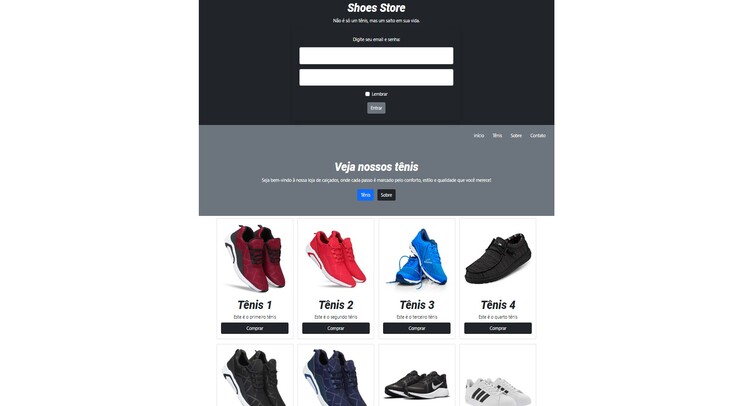 Shoes Store
Não é só um tênis, mas um salto em sua vida.
Digite seu email e senha:
Lembrar
Entrar
Início Tênis Sobre Contato
Veja nossos tênis
Seja bem-vindo à nossa loja de calçados, onde cada passo é marcado pelo conforto, estilo e qualidade que você merece!
Tênis Sobre
Tênis 1 Tênis 2 Tênis 3 Tênis 4
Este é o primeiro tênis Este é o segundo tênis Este é o terceiro tênis Este é o quarto tênis
Comprar Comprar Comprar Comprar